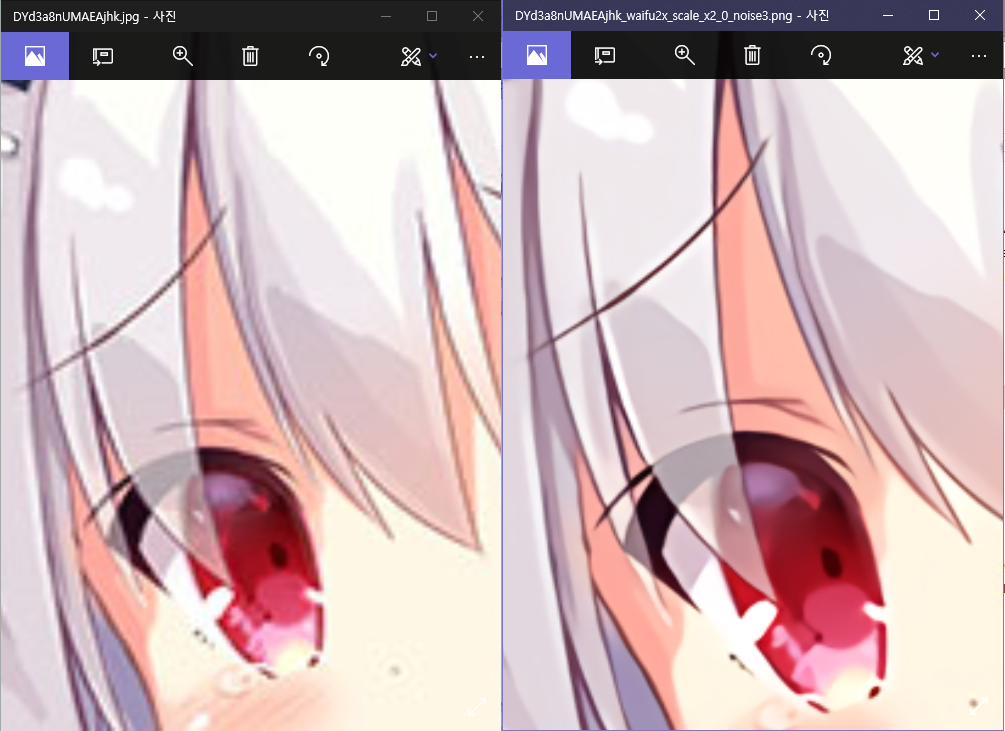 DYd3a8nUMAEAjhk.jpg - 사진
DYd3a8nUMAEAjhk_waifu2x_scale_x2_0_noise3.png - 사진